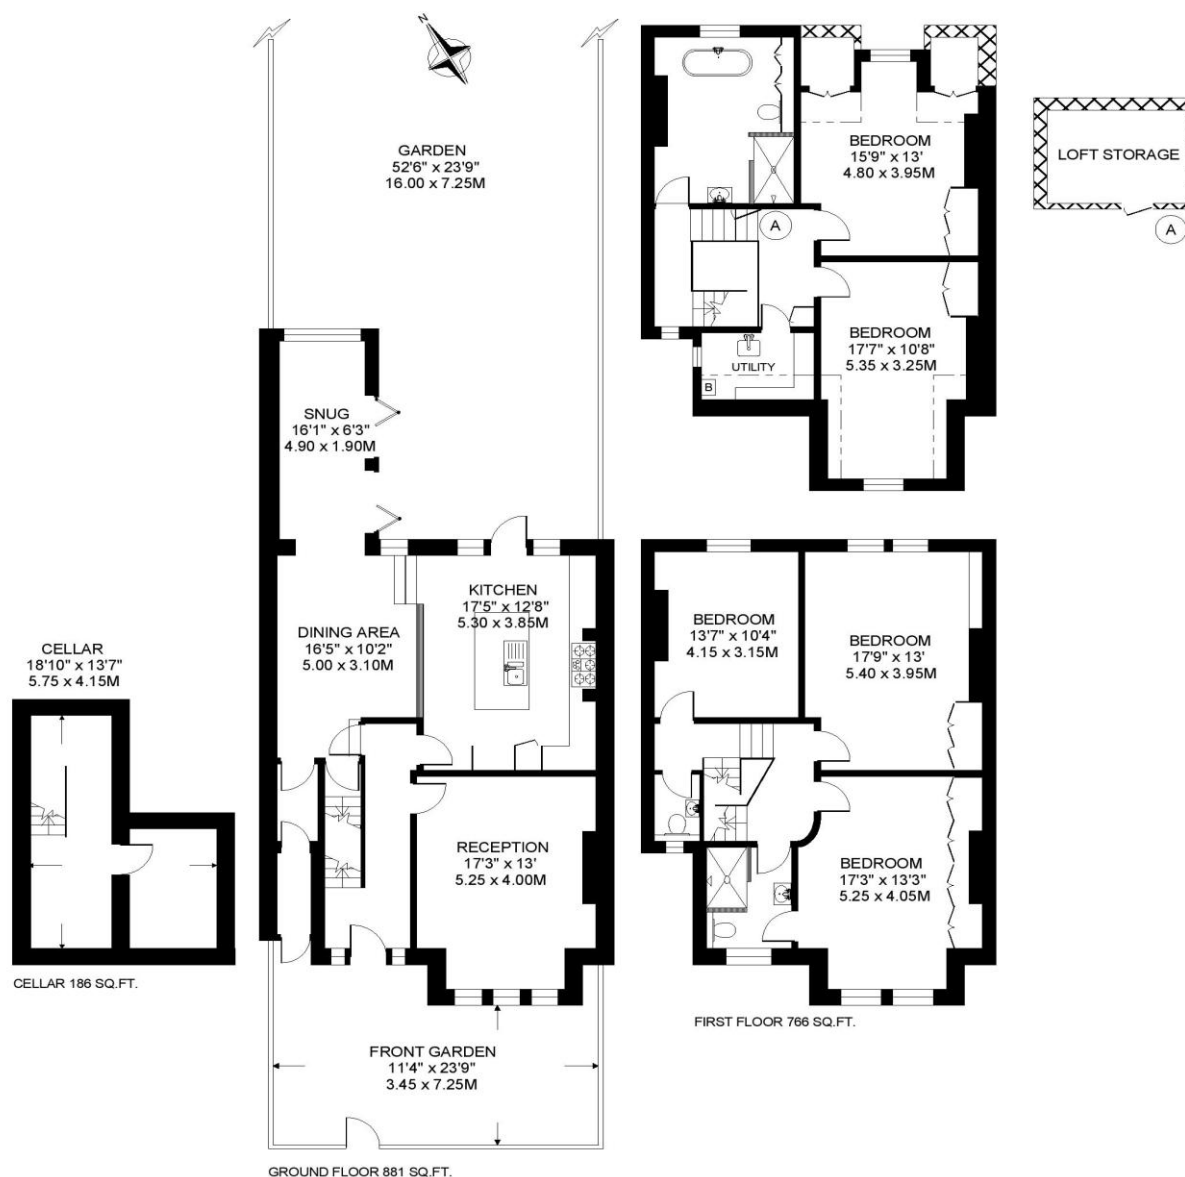 N
GARDEN
52'6" x 23'9"
16.00 x 7.25M
BEDROOM
15'9" x 13'
4.80 x 3.95M
LOFT STORAGE
A
A
BEDROOM
17'7" x 10'8"
5.35 x 3.25M
UTILITY
B
SNUG
16'1" x 6'3"
4.90 x 1.90M
KITCHEN
17'5" x 12'8"
5.30 x 3.85M
DINING AREA
16'5" x 10'2"
5.00 x 3.10M
BEDROOM
13'7" x 10'4"
4.15 x 3.15M
BEDROOM
17'9" x 13'
5.40 x 3.95M
CELLAR
18'10" x 13'7"
5.75 x 4.15M
RECEPTION
17'3" x 13'
5.25 x 4.00M
BEDROOM
17'3" x 13'3"
5.25 x 4.05M
CELLAR 186 SQ.FT.
FIRST FLOOR 766 SQ.FT.
FRONT GARDEN
11'4" x 23'9"
3.45 x 7.25M
GROUND FLOOR 881 SQ.FT.